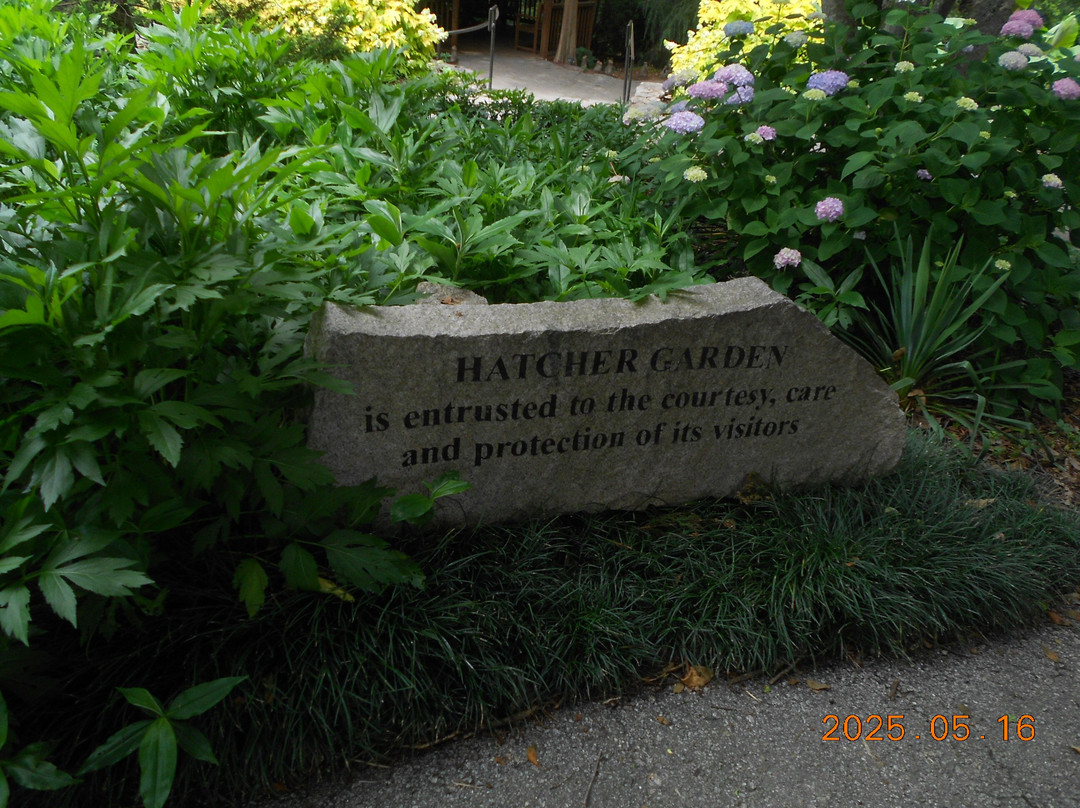 HATCHER GARDEN
is entrusted to the courtesy, care
and protection of its visitors
2025.05.16